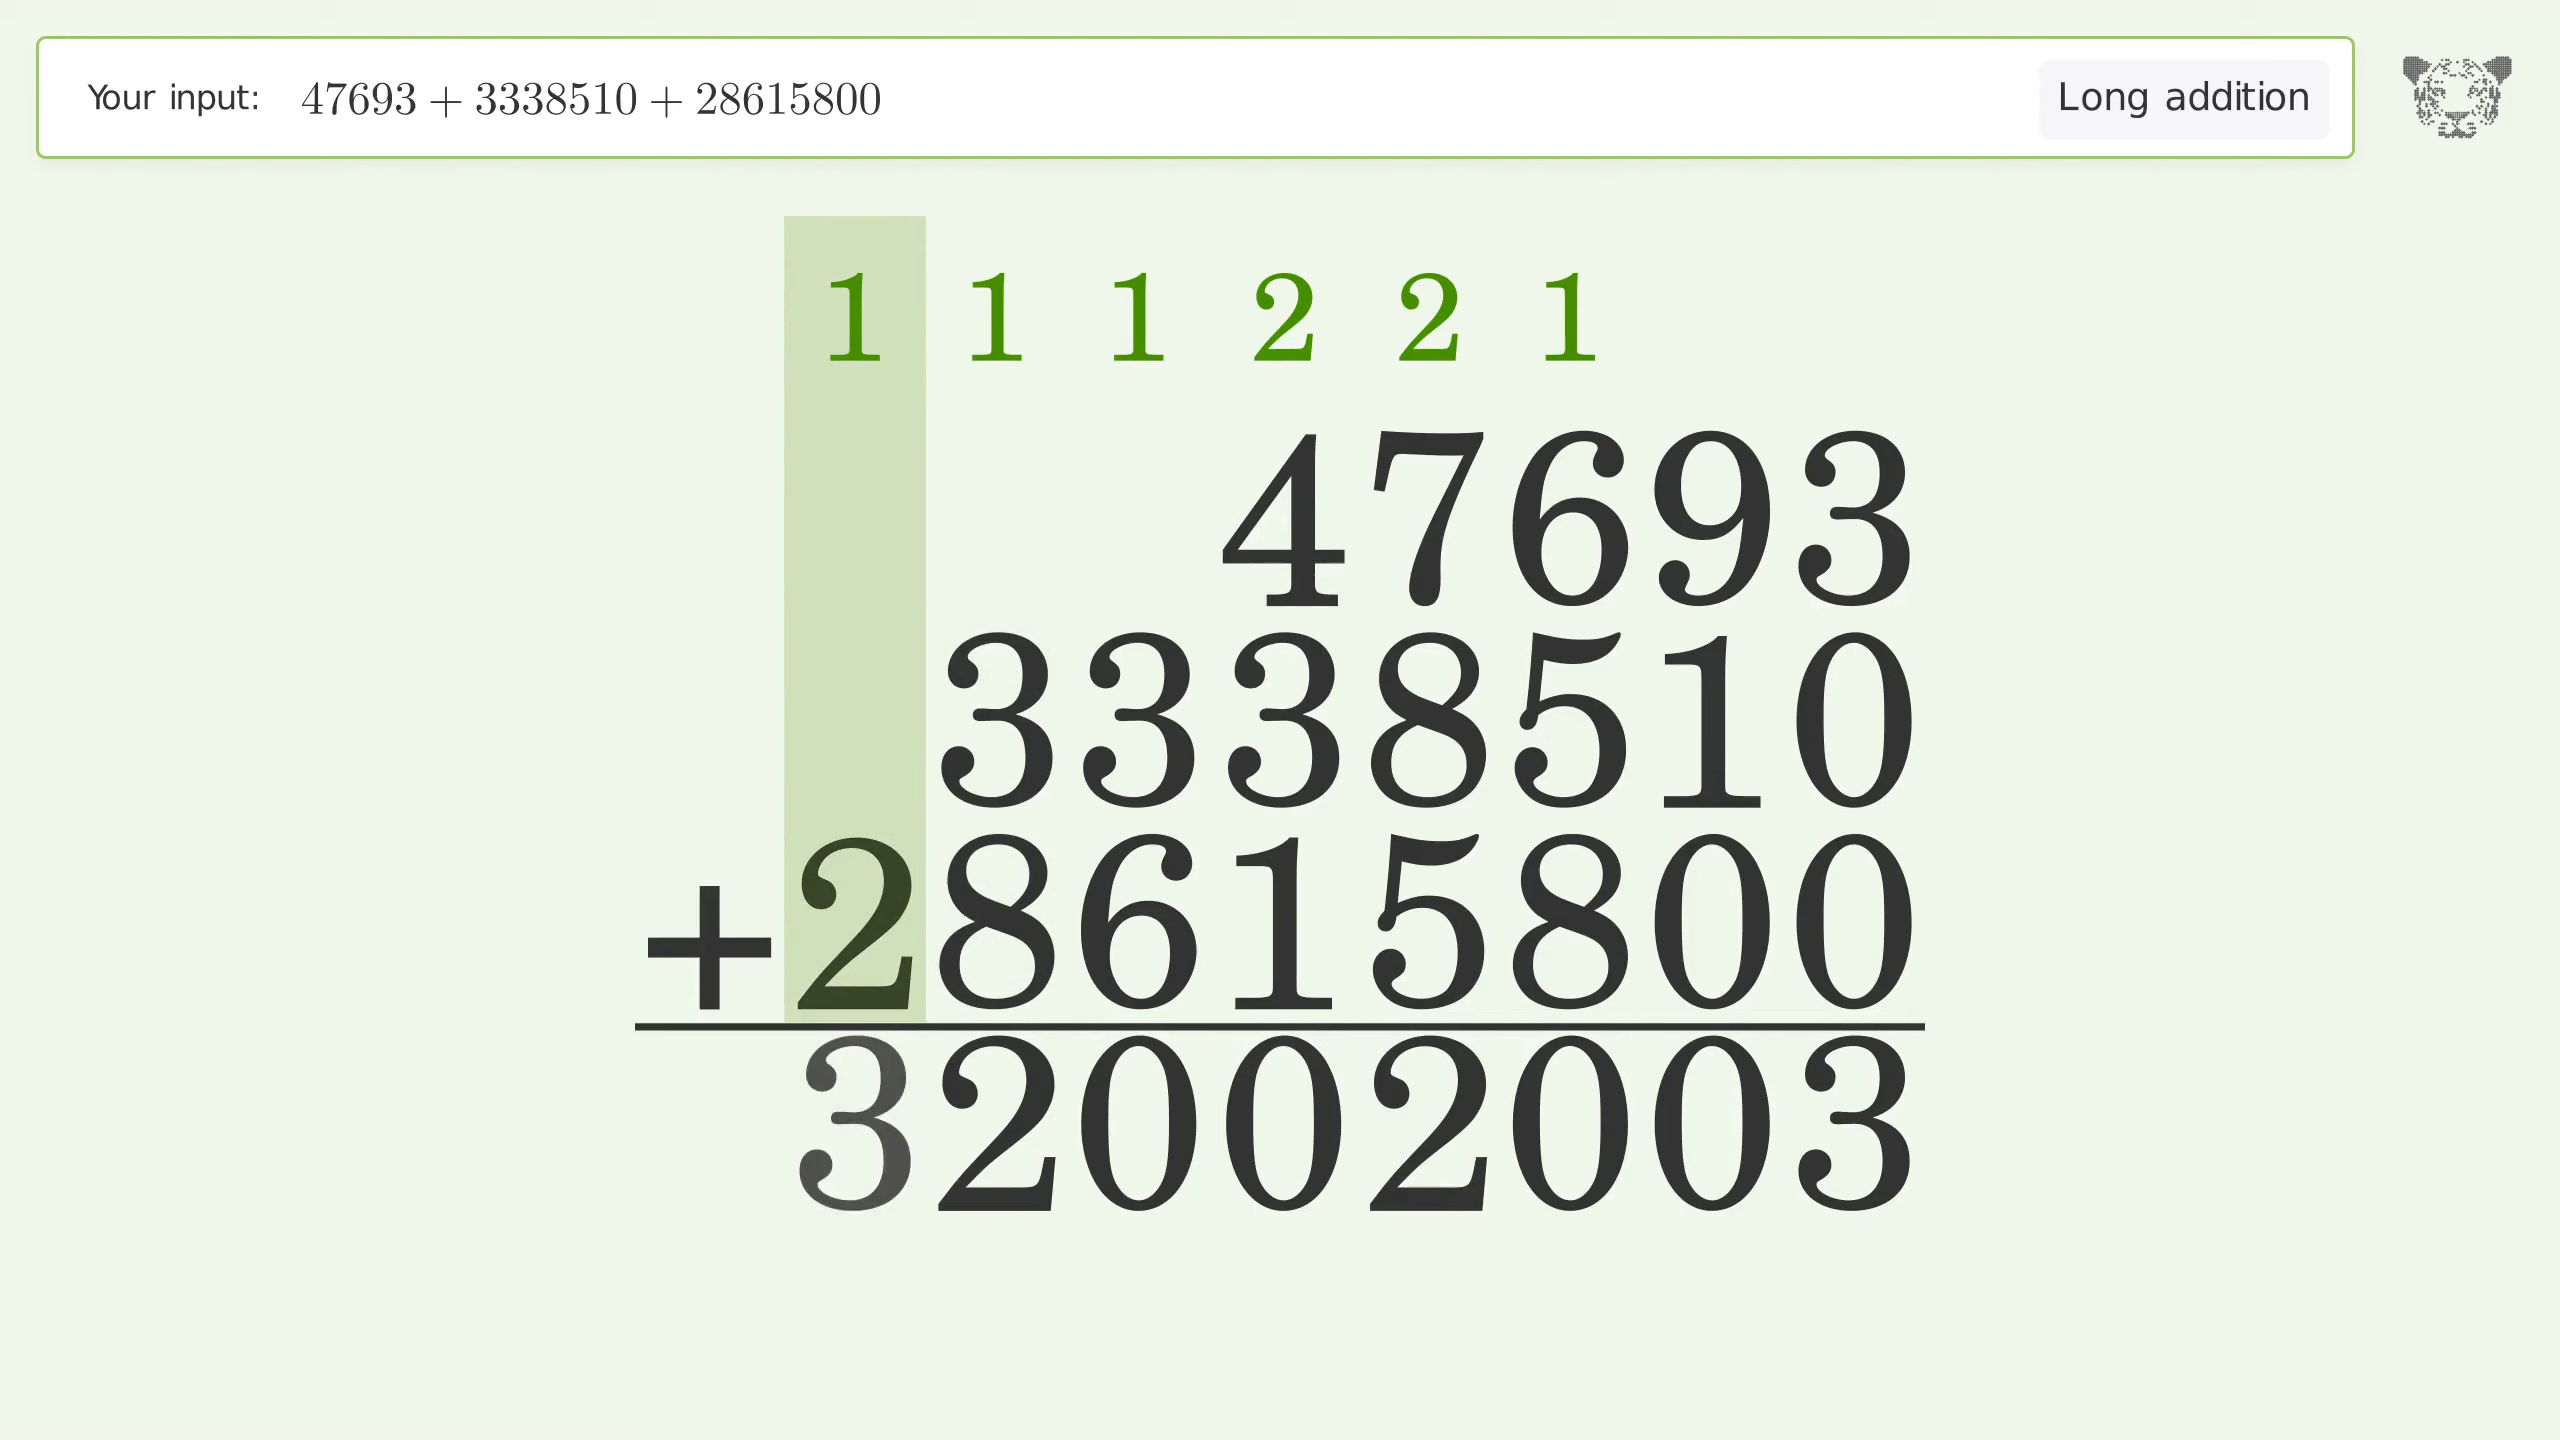 Your input: 47693 + 3338510 + 28615800
Long addition
1 1 1 2 2 1
47693
3338510
+28615800
32002003